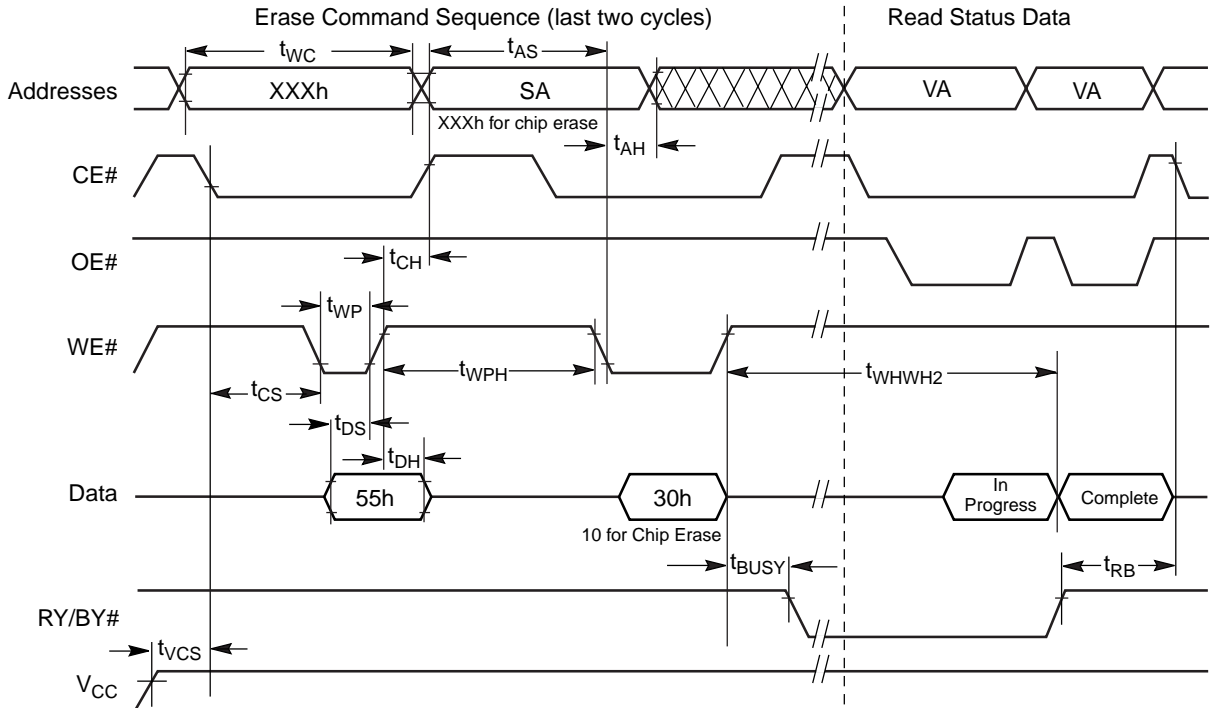 Erase Command Sequence (last two cycles)
Read Status Data
tWC
tAS
Addresses
XXXh
SA
VA
VA
XXXh for chip erase
tAH
CE#
OE#
tCH
tWP
WE#
tWPH
tWHWH2
tCS
tDS
tDH
Data
55h
30h
In
Progress
Complete
10 for Chip Erase
tBUSY
tRB
RY/BY#
tVCS
VCC